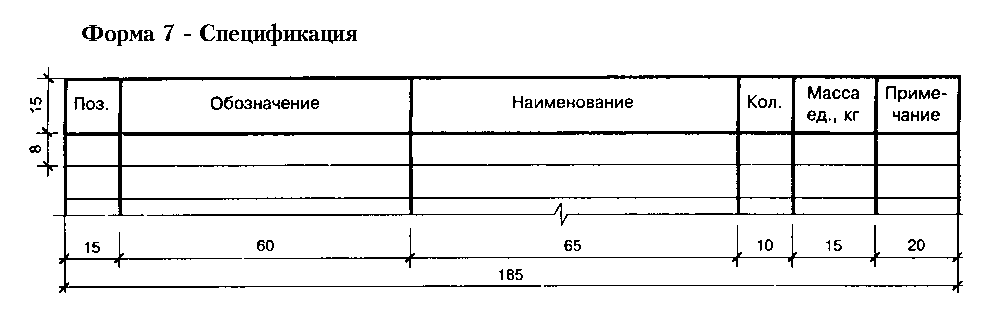 Форма 7 - Спецификация
Поз.
Обозначение
Наименование
Кол.
Масса
ед., кг
Приме-
чание
15
8
15
60
65
10
15
20
185